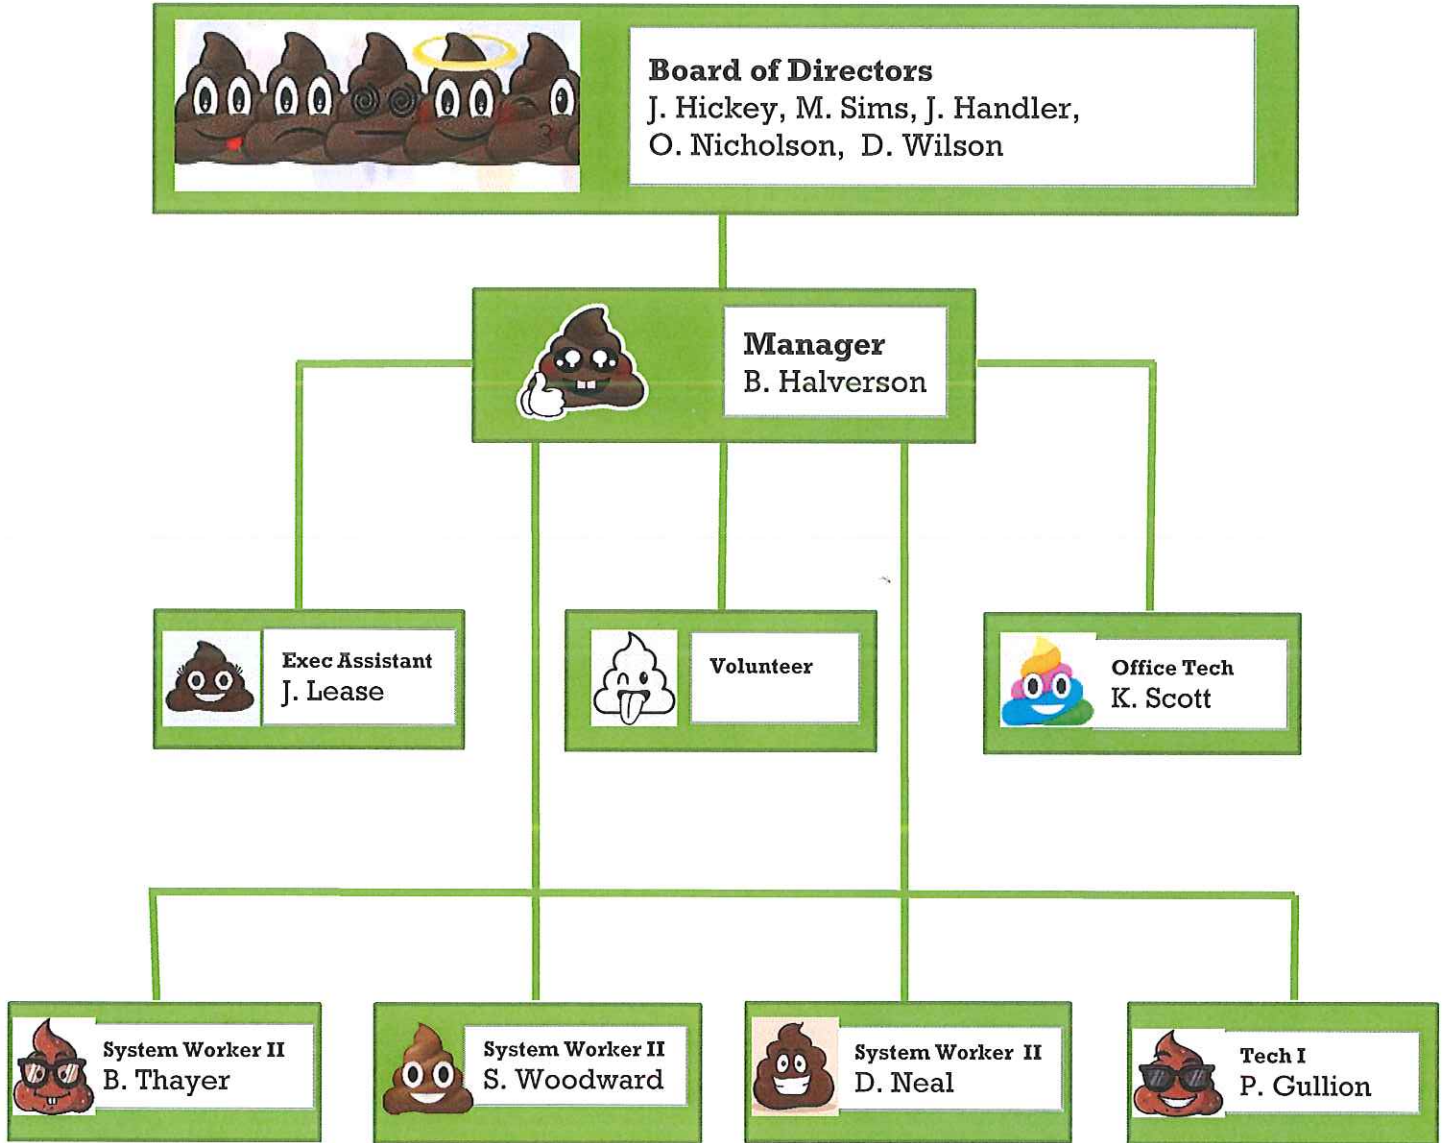 Board of Directors
J. Hickey, M. Sims, J. Handler,
O. Nicholson, D. Wilson
Manager
B. Halverson
Exec Assistant
J. Lease
Volunteer
Office Tech
K. Scott
System Worker II
B. Thayer
System Worker II
S. Woodward
System Worker II
D. Neal
Tech I
P. Gullion